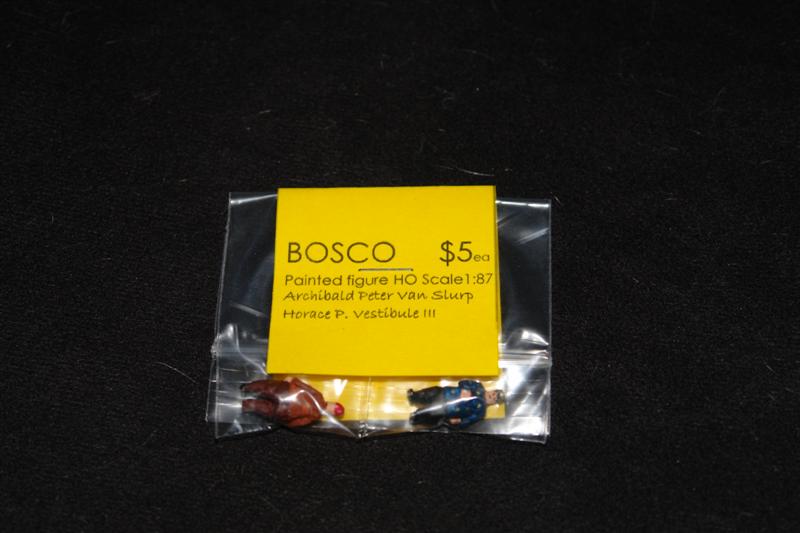 BOSCO $5ea
Painted figure HO Scale1:87
Archibald Peter Van Slurp
Horace P. Vestibule III